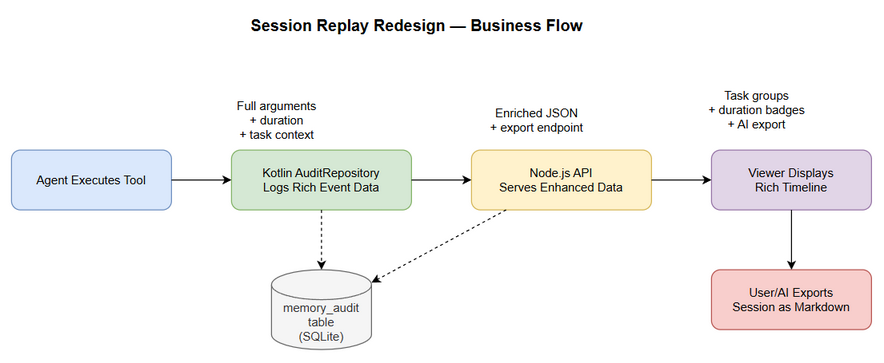 Session Replay Redesign — Business Flow
Full arguments
+ duration
+ task context
Enriched JSON
+ export endpoint
Task groups
+ duration badges
+ AI export
Agent Executes Tool
Kotlin AuditRepository
Logs Rich Event Data
Node.js API
Serves Enhanced Data
Viewer Displays
Rich Timeline
memory_audit
table
(SQLite)
User/AI Exports
Session as Markdown